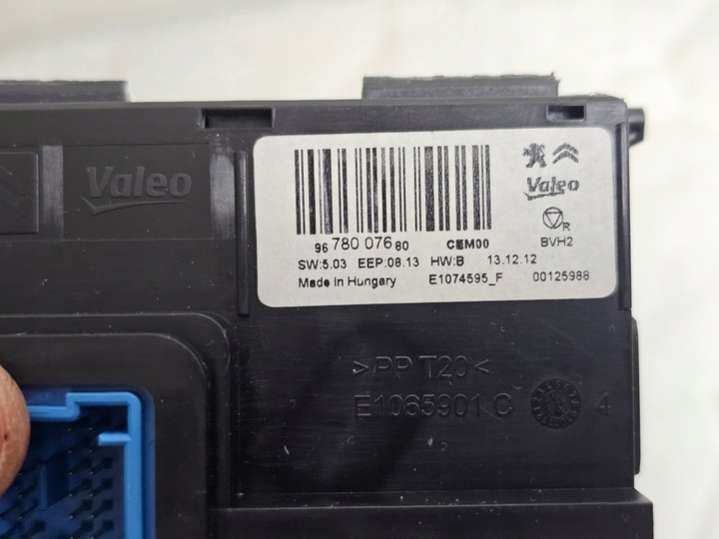 Valeo
Valeo
R
96 780 076 80 CEM00 BVH2
SW:5.03 EEP:08.13 HW:B 13.12.12
Made in Hungary E1074595_F 00125988
>PP T20<
E1065901 C 4